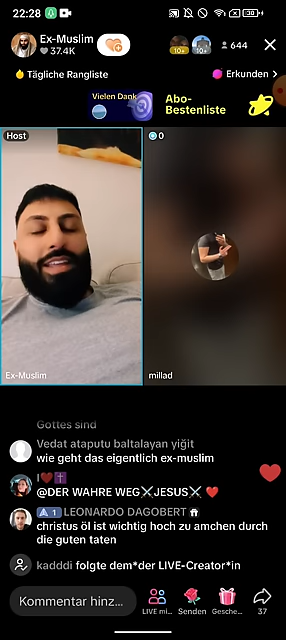 22:28
Ex-Muslim
37.4K
10+
10+
644
Tägliche Rangliste
Erkunden >
Vielen Dank
Abo-
Bestenliste
Host
0
Ex-Muslim
millad
Gottes sind
Vedat ataputu baltalayan yiğit
wie geht das eigentlich ex-muslim
I❤️✝️
@DER WAHRE WEG⚔️JESUS⚔️ ❤️
1 LEONARDO DAGOBERT
christus öl ist wichtig hoch zu amchen durch
die guten taten
kadddi folgte dem*der LIVE-Creator*in
Kommentar hinz...
LIVE mi...
Senden
Gesche...
37